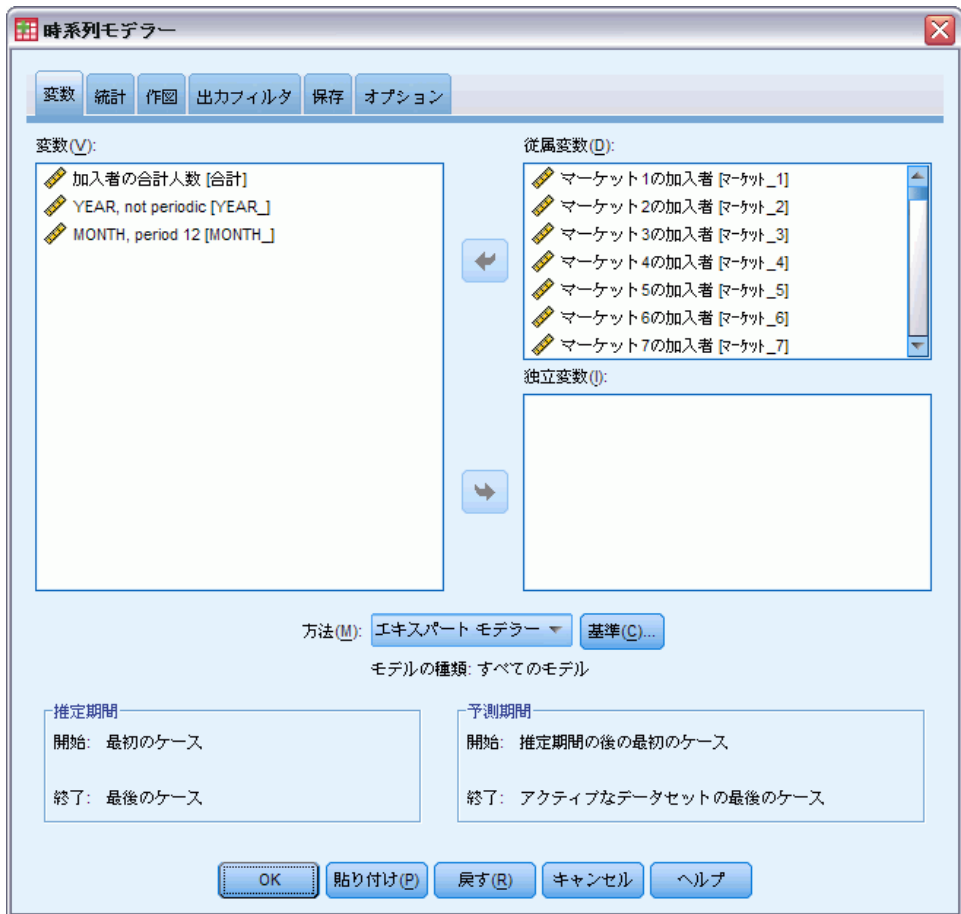 時系列モデラー
変数 統計 作図 出力フィルタ 保存 オプション
変数(V):
加入者の合計人数 [合計]
YEAR, not periodic [YEAR_]
MONTH, period 12 [MONTH_]
従属変数(D):
マーケット1の加入者 [マーケット_1]
マーケット2の加入者 [マーケット_2]
マーケット3の加入者 [マーケット_3]
マーケット4の加入者 [マーケット_4]
マーケット5の加入者 [マーケット_5]
マーケット6の加入者 [マーケット_6]
マーケット7の加入者 [マーケット_7]
独立変数(I):
方法(M): エキスパート モデラー 基準(C)...
モデルの種類: すべてのモデル
推定期間
開始: 最初のケース
終了: 最後のケース
予測期間
開始: 推定期間の後の最初のケース
終了: アクティブなデータセットの最後のケース
OK 貼り付け(P) 戻す(R) キャンセル ヘルプ